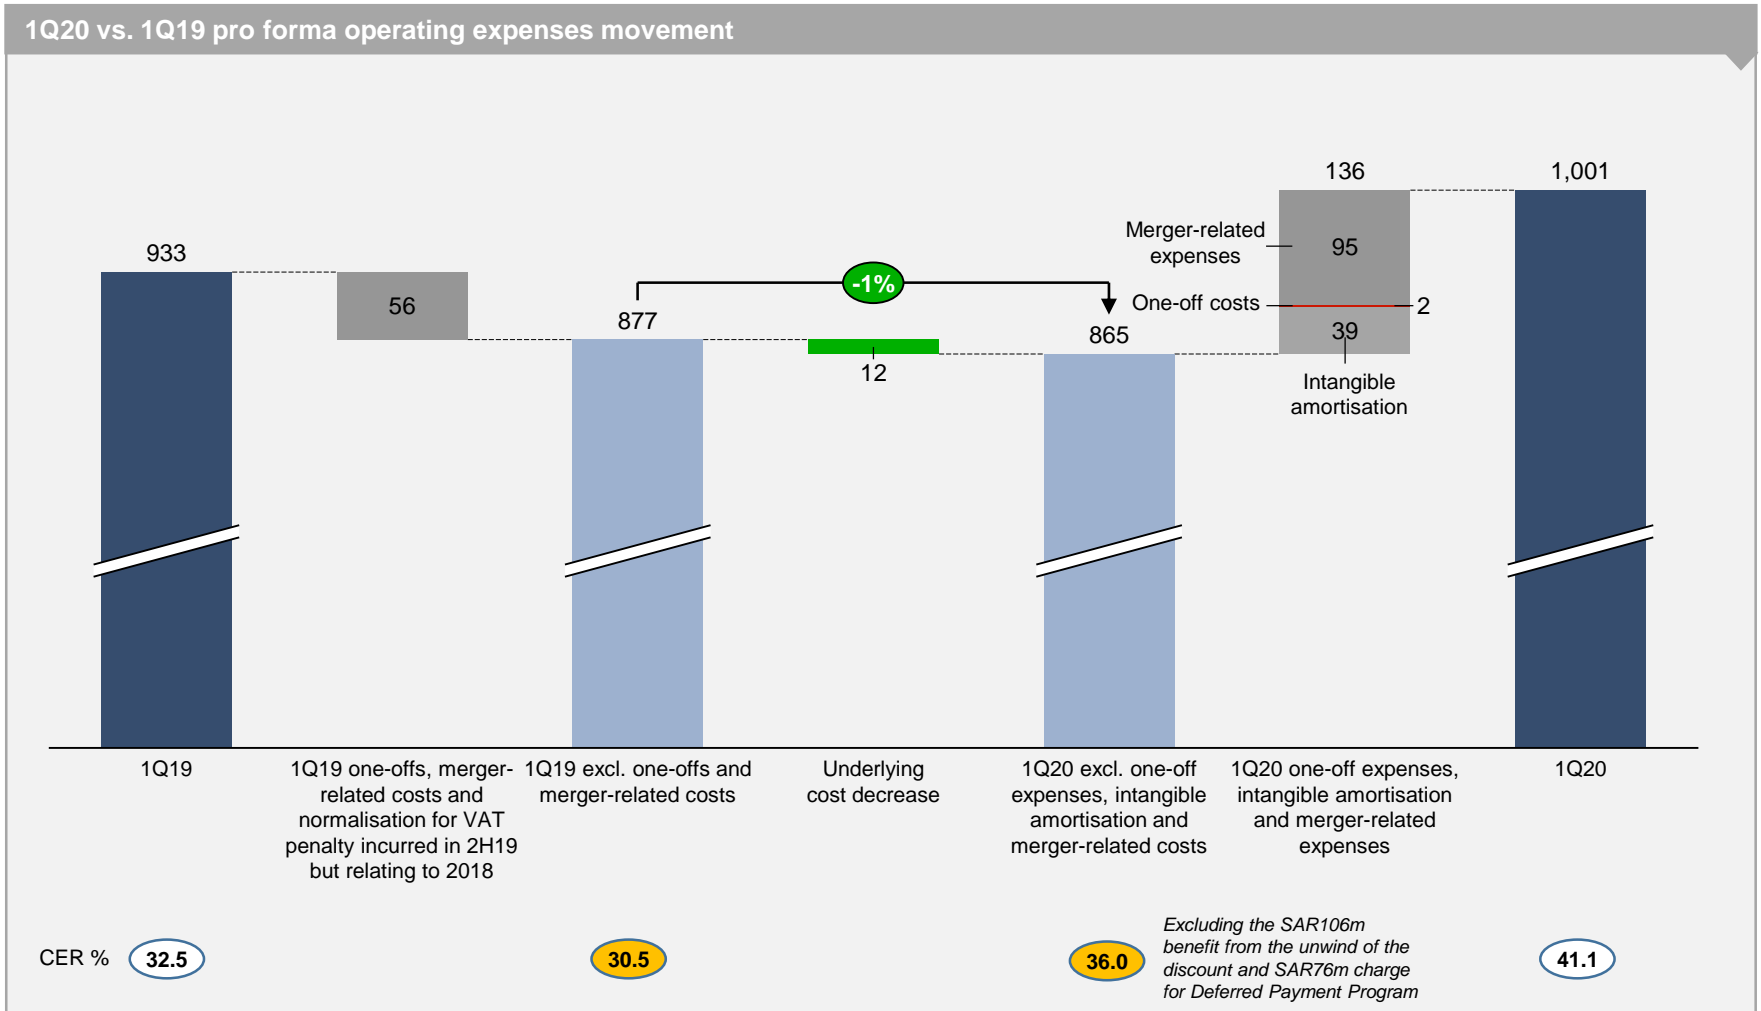 1Q20 vs. 1Q19 pro forma operating expenses movement
933
56
877
-1%
12
865
136
Merger-related
expenses
95
One-off costs
2
39
Intangible
amortisation
1,001
1Q19
1Q19 one-offs, merger-
related costs and
normalisation for VAT
penalty incurred in 2H19
but relating to 2018
1Q19 excl. one-offs and
merger-related costs
Underlying
cost decrease
1Q20 excl. one-off
expenses, intangible
amortisation and
merger-related costs
1Q20 one-off expenses,
intangible amortisation
and merger-related
expenses
1Q20
CER %
32.5
30.5
36.0
Excluding the SAR106m
benefit from the unwind of the
discount and SAR76m charge
for Deferred Payment Program
41.1